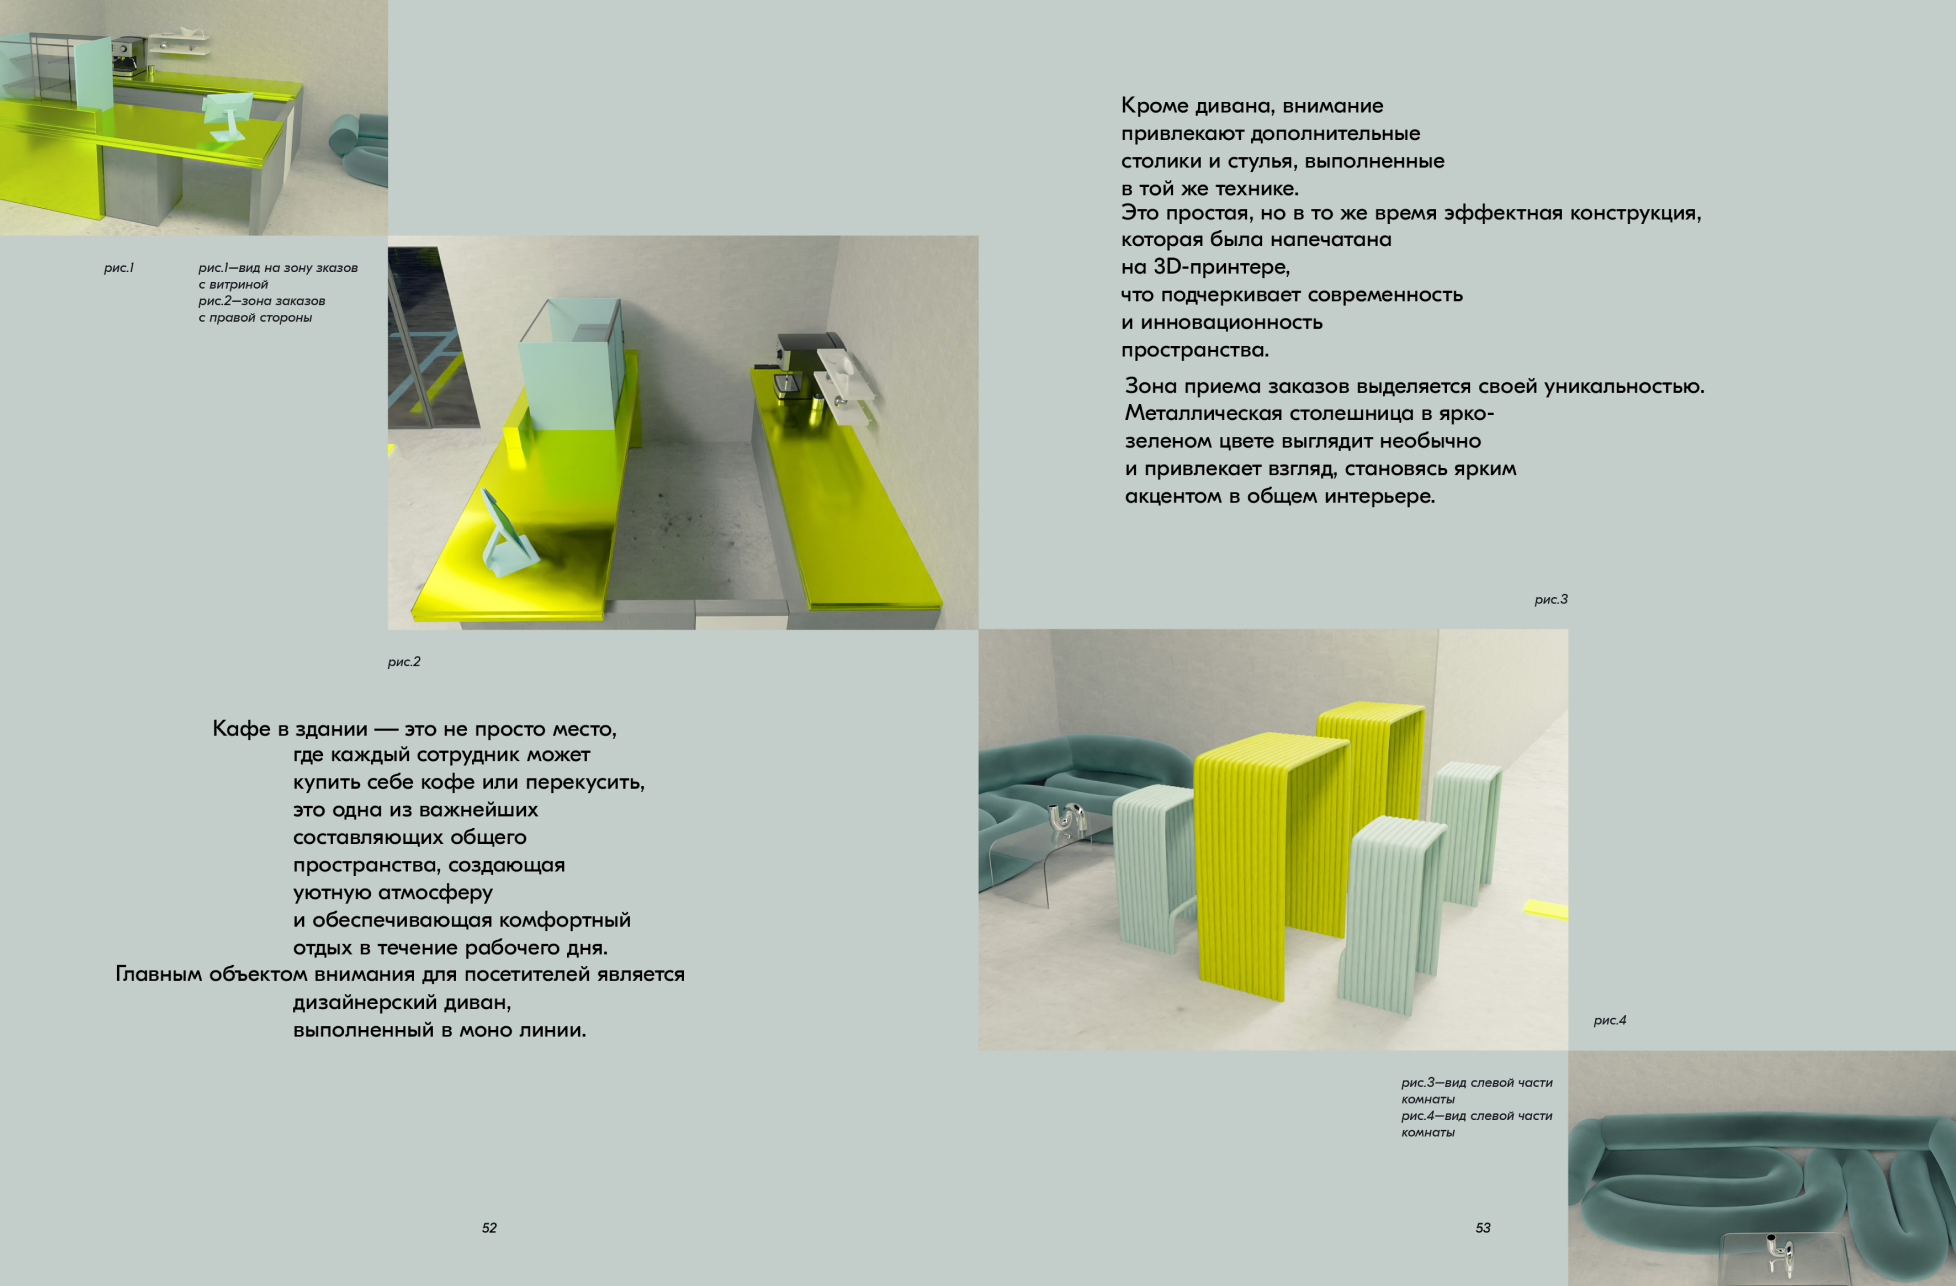 рис.1
рис.1–вид на зону зказов
с витриной
рис.2–зона заказов
с правой стороны
рис.2
Кафе в здании — это не просто место,
где каждый сотрудник может
купить себе кофе или перекусить,
это одна из важнейших
составляющих общего
пространства, создающая
уютную атмосферу
и обеспечивающая комфортный
отдых в течение рабочего дня.
Главным объектом внимания для посетителей является
дизайнерский диван,
выполненный в моно линии.
52
Кроме дивана, внимание
привлекают дополнительные
столики и стулья, выполненные
в той же технике.
Это простая, но в то же время эффектная конструкция,
которая была напечатана
на 3D-принтере,
что подчеркивает современность
и инновационность
пространства.
Зона приема заказов выделяется своей уникальностью.
Металлическая столешница в ярко-
зеленом цвете выглядит необычно
и привлекает взгляд, становясь ярким
акцентом в общем интерьере.
рис.3
рис.4
рис.3–вид слевой части
комнаты
рис.4–вид слевой части
комнаты
53